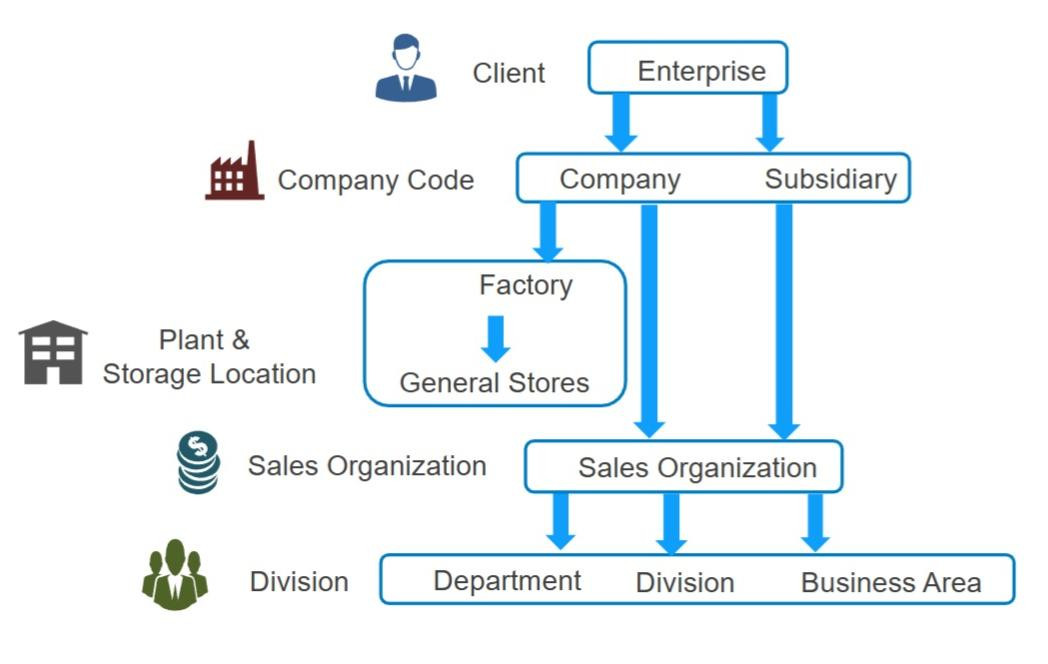 Client
Enterprise
Company Code
Company
Subsidiary
Factory
Plant &
Storage Location
General Stores
$
Sales Organization
Sales Organization
Division
Department
Division
Business Area